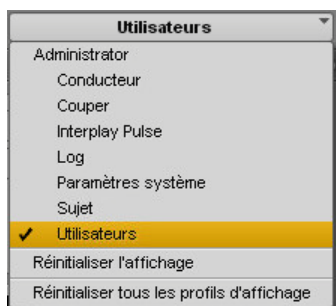 Utilisateurs
Administrator
Conducteur
Couper
Interplay Pulse
Log
Paramètres système
Sujet
Utilisateurs
Réinitialiser l'affichage
Réinitialiser tous les profils d'affichage